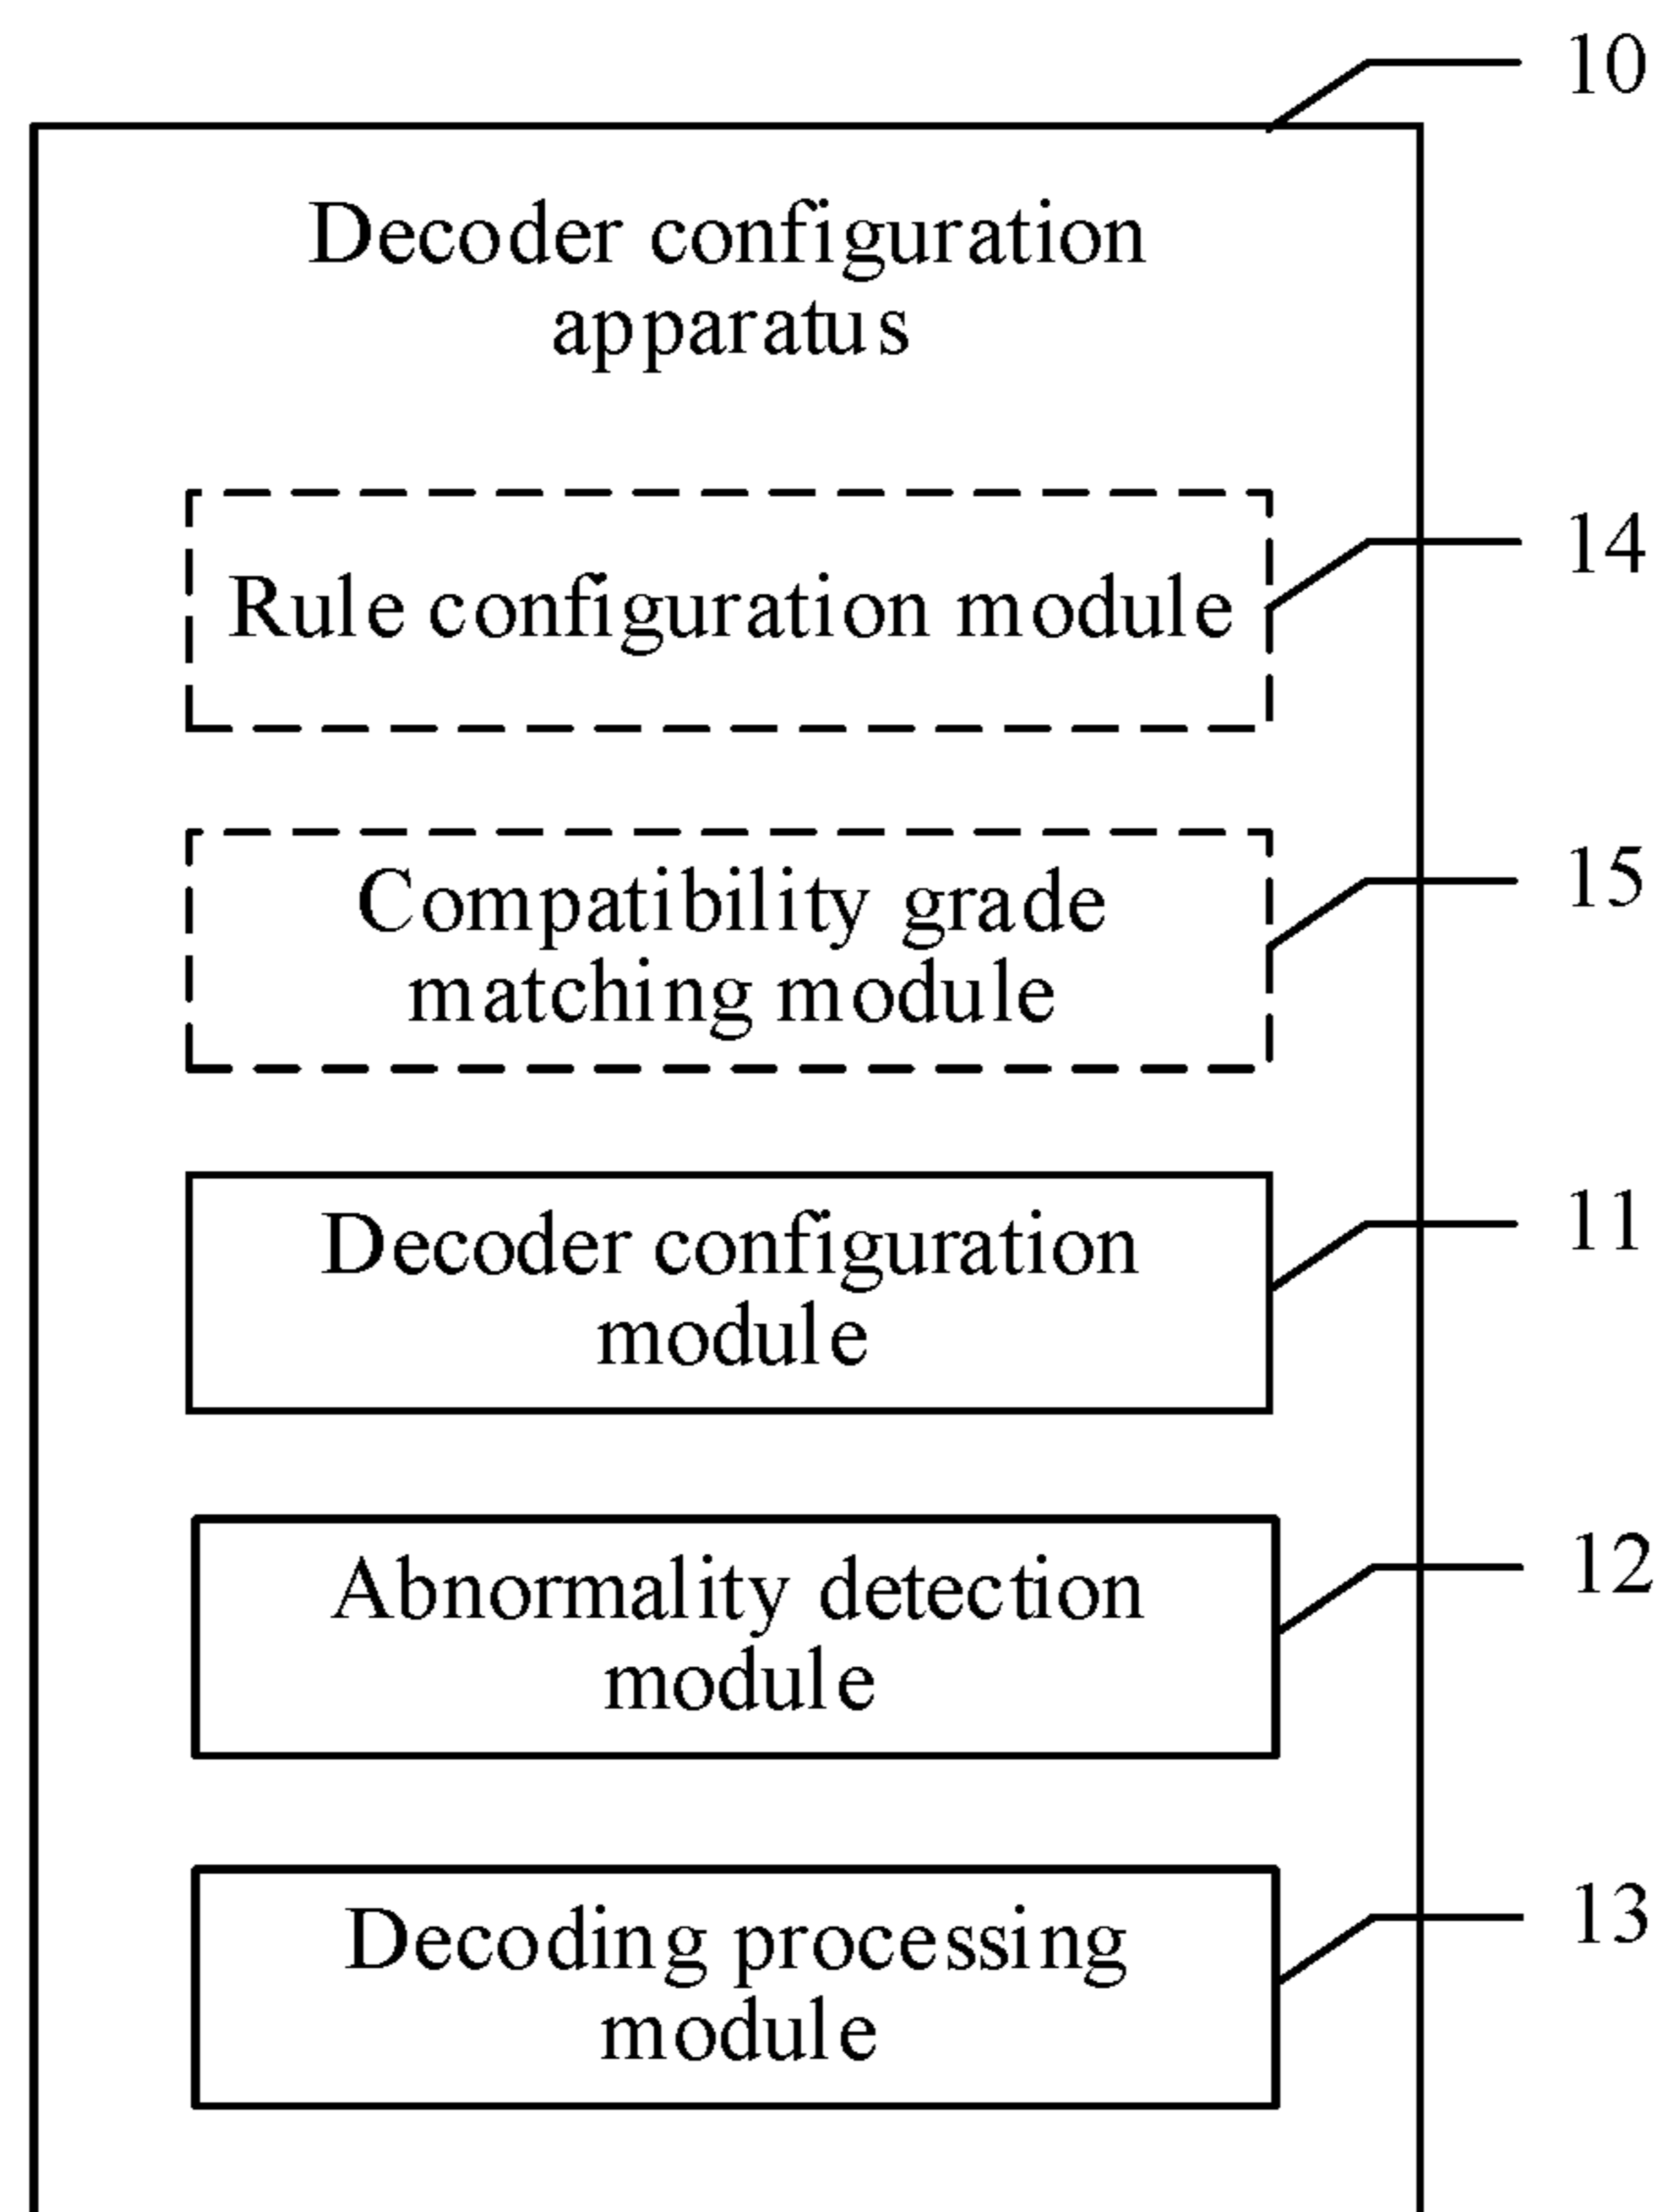 10
Decoder configuration
apparatus
14
Rule configuration module
15
Compatibility grade
matching module
11
Decoder configuration
module
12
Abnormality detection
module
13
Decoding processing
module